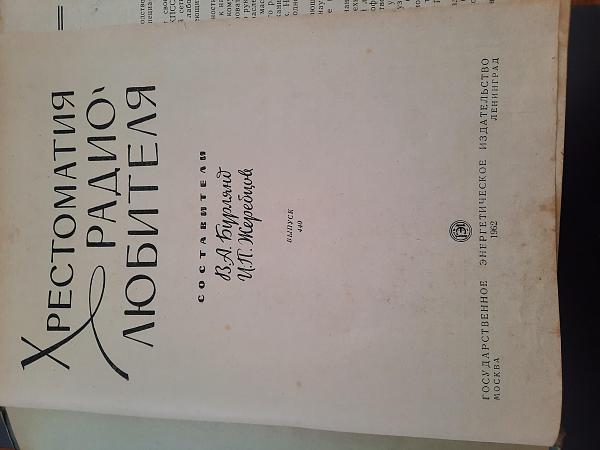 ХРЕСТОМАТИЯ
РАДИО-
ЛЮБИТЕЛЯ
СОСТАВИТЕЛИ
В.А. Бурлянд
И.П. Жеребцов
ВЫПУСК
440
ГОСУДАРСТВЕННОЕ ЭНЕРГЕТИЧЕСКОЕ ИЗДАТЕЛЬСТВО
МОСКВА 1962 ЛЕНИНГРАД